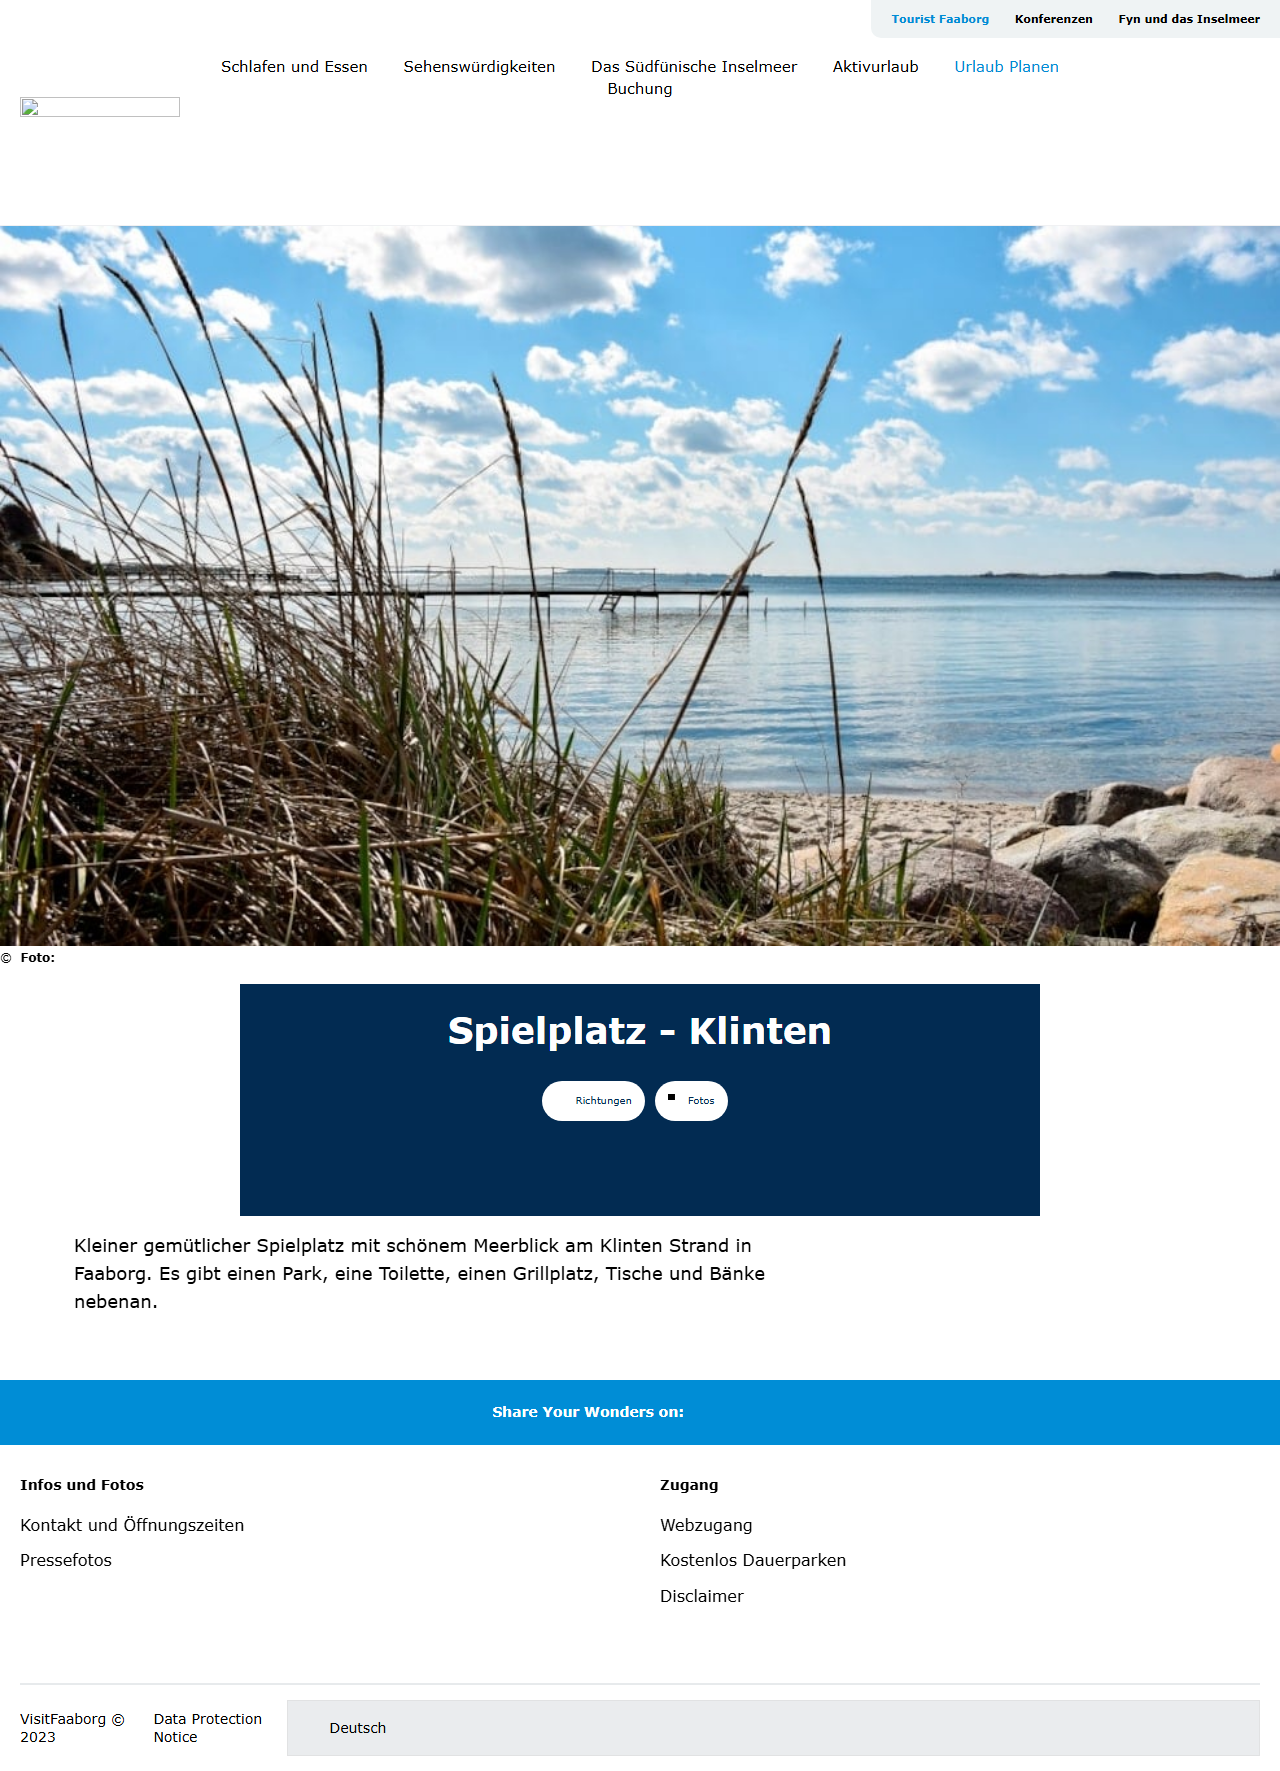 Tourist Faaborg Konferenzen Fyn und das Inselmeer
Schlafen und Essen Sehenswürdigkeiten Das Südfünische Inselmeer Aktivurlaub Urlaub Planen
Buchung
© Foto:
Spielplatz - Klinten
Richtungen Fotos
Kleiner gemütlicher Spielplatz mit schönem Meerblick am Klinten Strand in
Faaborg. Es gibt einen Park, eine Toilette, einen Grillplatz, Tische und Bänke
nebenan.
Share Your Wonders on:
Infos und Fotos
Kontakt und Öffnungszeiten
Pressefotos
Zugang
Webzugang
Kostenlos Dauerparken
Disclaimer
VisitFaaborg ©
2023
Data Protection
Notice
Deutsch